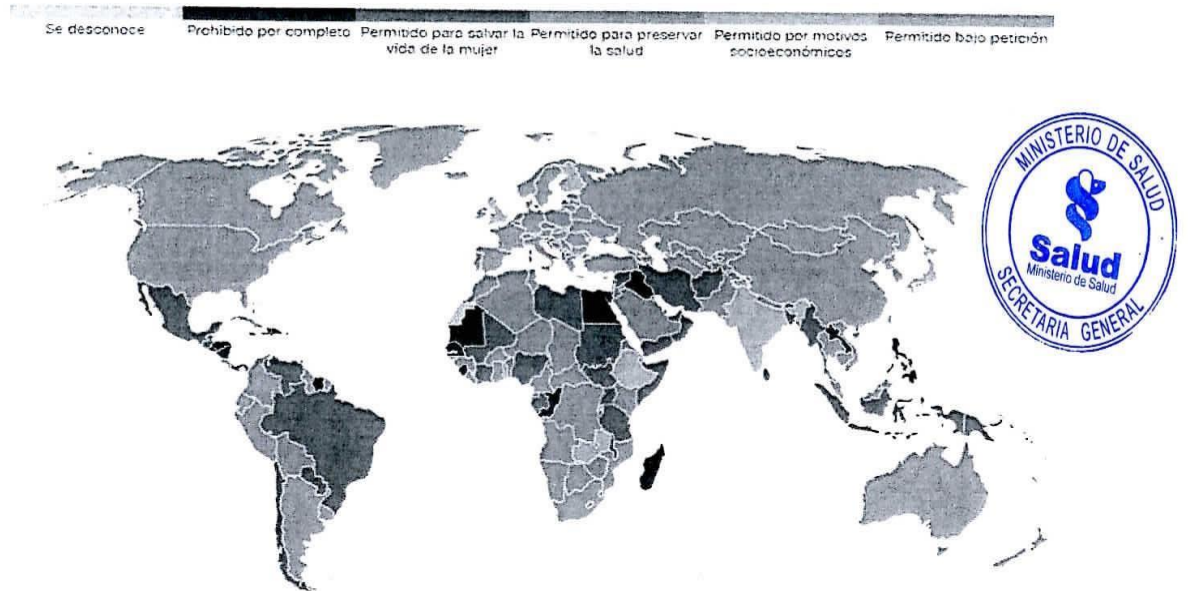 Se desconoce
Prohibido por completo
Permitido para salvar la
vida de la mujer
Permitido para preservar
la salud
Permitido por motivos
socioeconómicos
Permitido bajo petición
MINISTERIO DE SALUD
Salud
Ministerio de Salud
SECRETARIA GENERAL